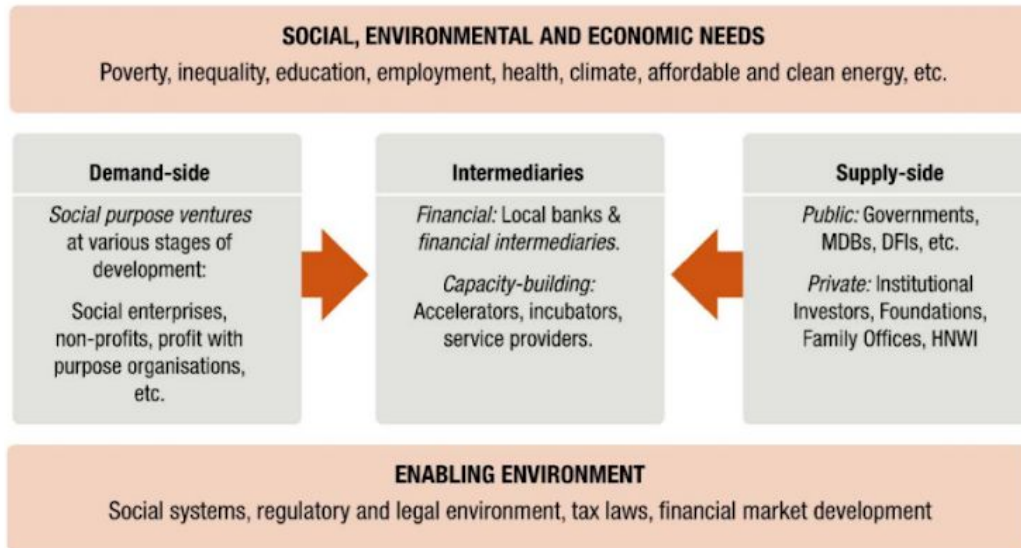 SOCIAL, ENVIRONMENTAL AND ECONOMIC NEEDS
Poverty, inequality, education, employment, health, climate, affordable and clean energy, etc.
Demand-side
Social purpose ventures
at various stages of
development:
Social enterprises,
non-profits, profit with
purpose organisations,
etc.
Intermediaries
Financial: Local banks &
financial intermediaries.
Capacity-building:
Accelerators, incubators,
service providers.
Supply-side
Public: Governments,
MDBs, DFIs, etc.
Private: Institutional
Investors, Foundations,
Family Offices, HNWI
ENABLING ENVIRONMENT
Social systems, regulatory and legal environment, tax laws, financial market development